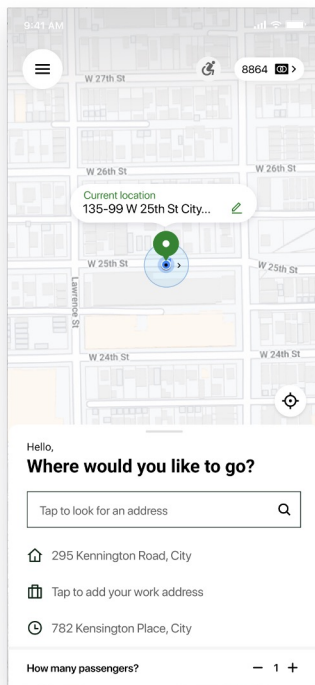 9:41 AM
8864
W 27th St
W 26th St
W 26th St
Current location
135-99 W 25th St City...
W 25th St
W 25th St
Lawrence St
W 24th St
W 24th St
Hello,
Where would you like to go?
Tap to look for an address
295 Kennington Road, City
Tap to add your work address
782 Kensington Place, City
How many passengers?
1